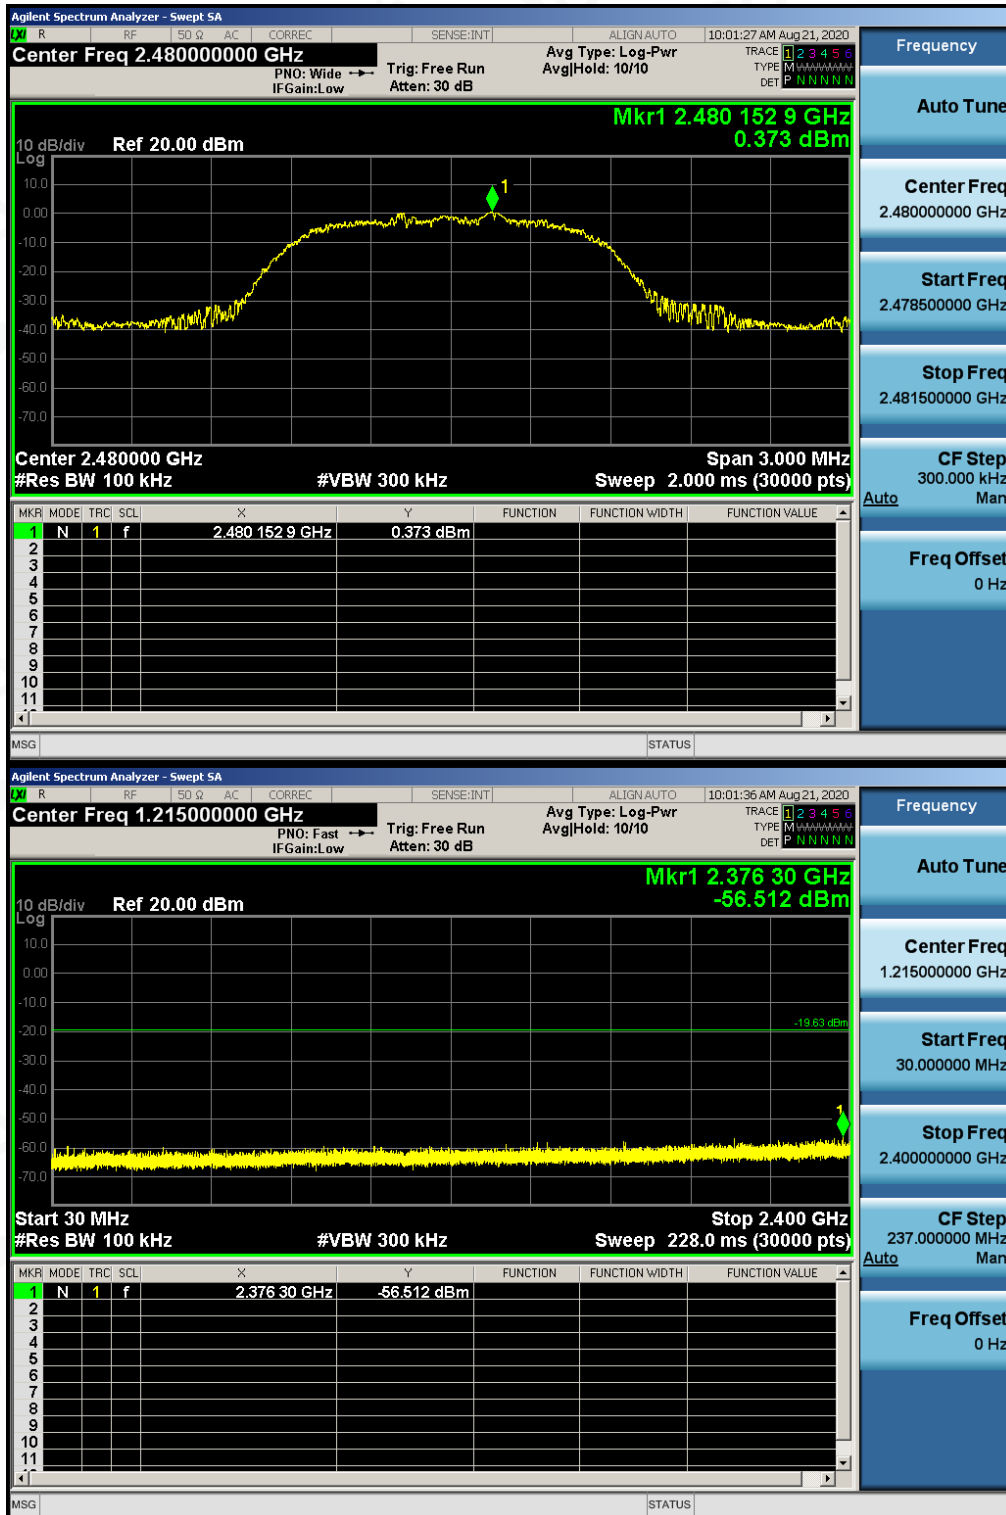 Agilent Spectrum Analyzer - Swept SA
LXI R RF 50 Ω AC CORREC SENSE:INT ALIGN AUTO 10:01:27 AM Aug 21, 2020
Center Freq 2.480000000 GHz
PNO: Wide
IFGain:Low
Trig: Free Run
Atten: 30 dB
Avg Type: Log-Pwr
Avg|Hold: 10/10
TRACE 1 2 3 4 5 6
TYPE M WWWWW
DET P N N N N N
Mkr1 2.480 152 9 GHz
0.373 dBm
10 dB/div Ref 20.00 dBm
Log
10.0
0.00
-10.0
-20.0
-30.0
-40.0
-50.0
-60.0
-70.0
1
Center 2.480000 GHz Span 3.000 MHz
#Res BW 100 kHz #VBW 300 kHz Sweep 2.000 ms (30000 pts)
MKR MODE TRC SCL X Y FUNCTION FUNCTION WIDTH FUNCTION VALUE
1 N 1 f 2.480 152 9 GHz 0.373 dBm
2
3
4
5
6
7
8
9
10
11
MSG STATUS
Frequency
Auto Tune
Center Freq
2.480000000 GHz
Start Freq
2.478500000 GHz
Stop Freq
2.481500000 GHz
CF Step
300.000 kHz
Auto Man
Freq Offset
0 Hz
Agilent Spectrum Analyzer - Swept SA
LXI R RF 50 Ω AC CORREC SENSE:INT ALIGN AUTO 10:01:36 AM Aug 21, 2020
Center Freq 1.215000000 GHz
PNO: Fast
IFGain:Low
Trig: Free Run
Atten: 30 dB
Avg Type: Log-Pwr
Avg|Hold: 10/10
TRACE 1 2 3 4 5 6
TYPE M WWWWW
DET P N N N N N
Mkr1 2.376 30 GHz
-56.512 dBm
10 dB/div Ref 20.00 dBm
Log
10.0
0.00
-10.0
-20.0
-30.0
-40.0
-50.0
-60.0
-70.0
-19.63 dBm
1
Start 30 MHz Stop 2.400 GHz
#Res BW 100 kHz #VBW 300 kHz Sweep 228.0 ms (30000 pts)
MKR MODE TRC SCL X Y FUNCTION FUNCTION WIDTH FUNCTION VALUE
1 N 1 f 2.376 30 GHz -56.512 dBm
2
3
4
5
6
7
8
9
10
11
MSG STATUS
Frequency
Auto Tune
Center Freq
1.215000000 GHz
Start Freq
30.000000 MHz
Stop Freq
2.400000000 GHz
CF Step
237.000000 MHz
Auto Man
Freq Offset
0 Hz